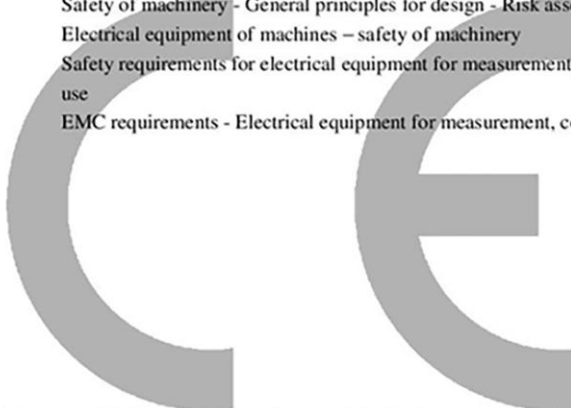 Safety of machinery - General principles for design - Risk
Electrical equipment of machines – safety of machinery
Safety requirements for electrical equipment for measurement
use
EMC requirements - Electrical equipment for measurement,
CE